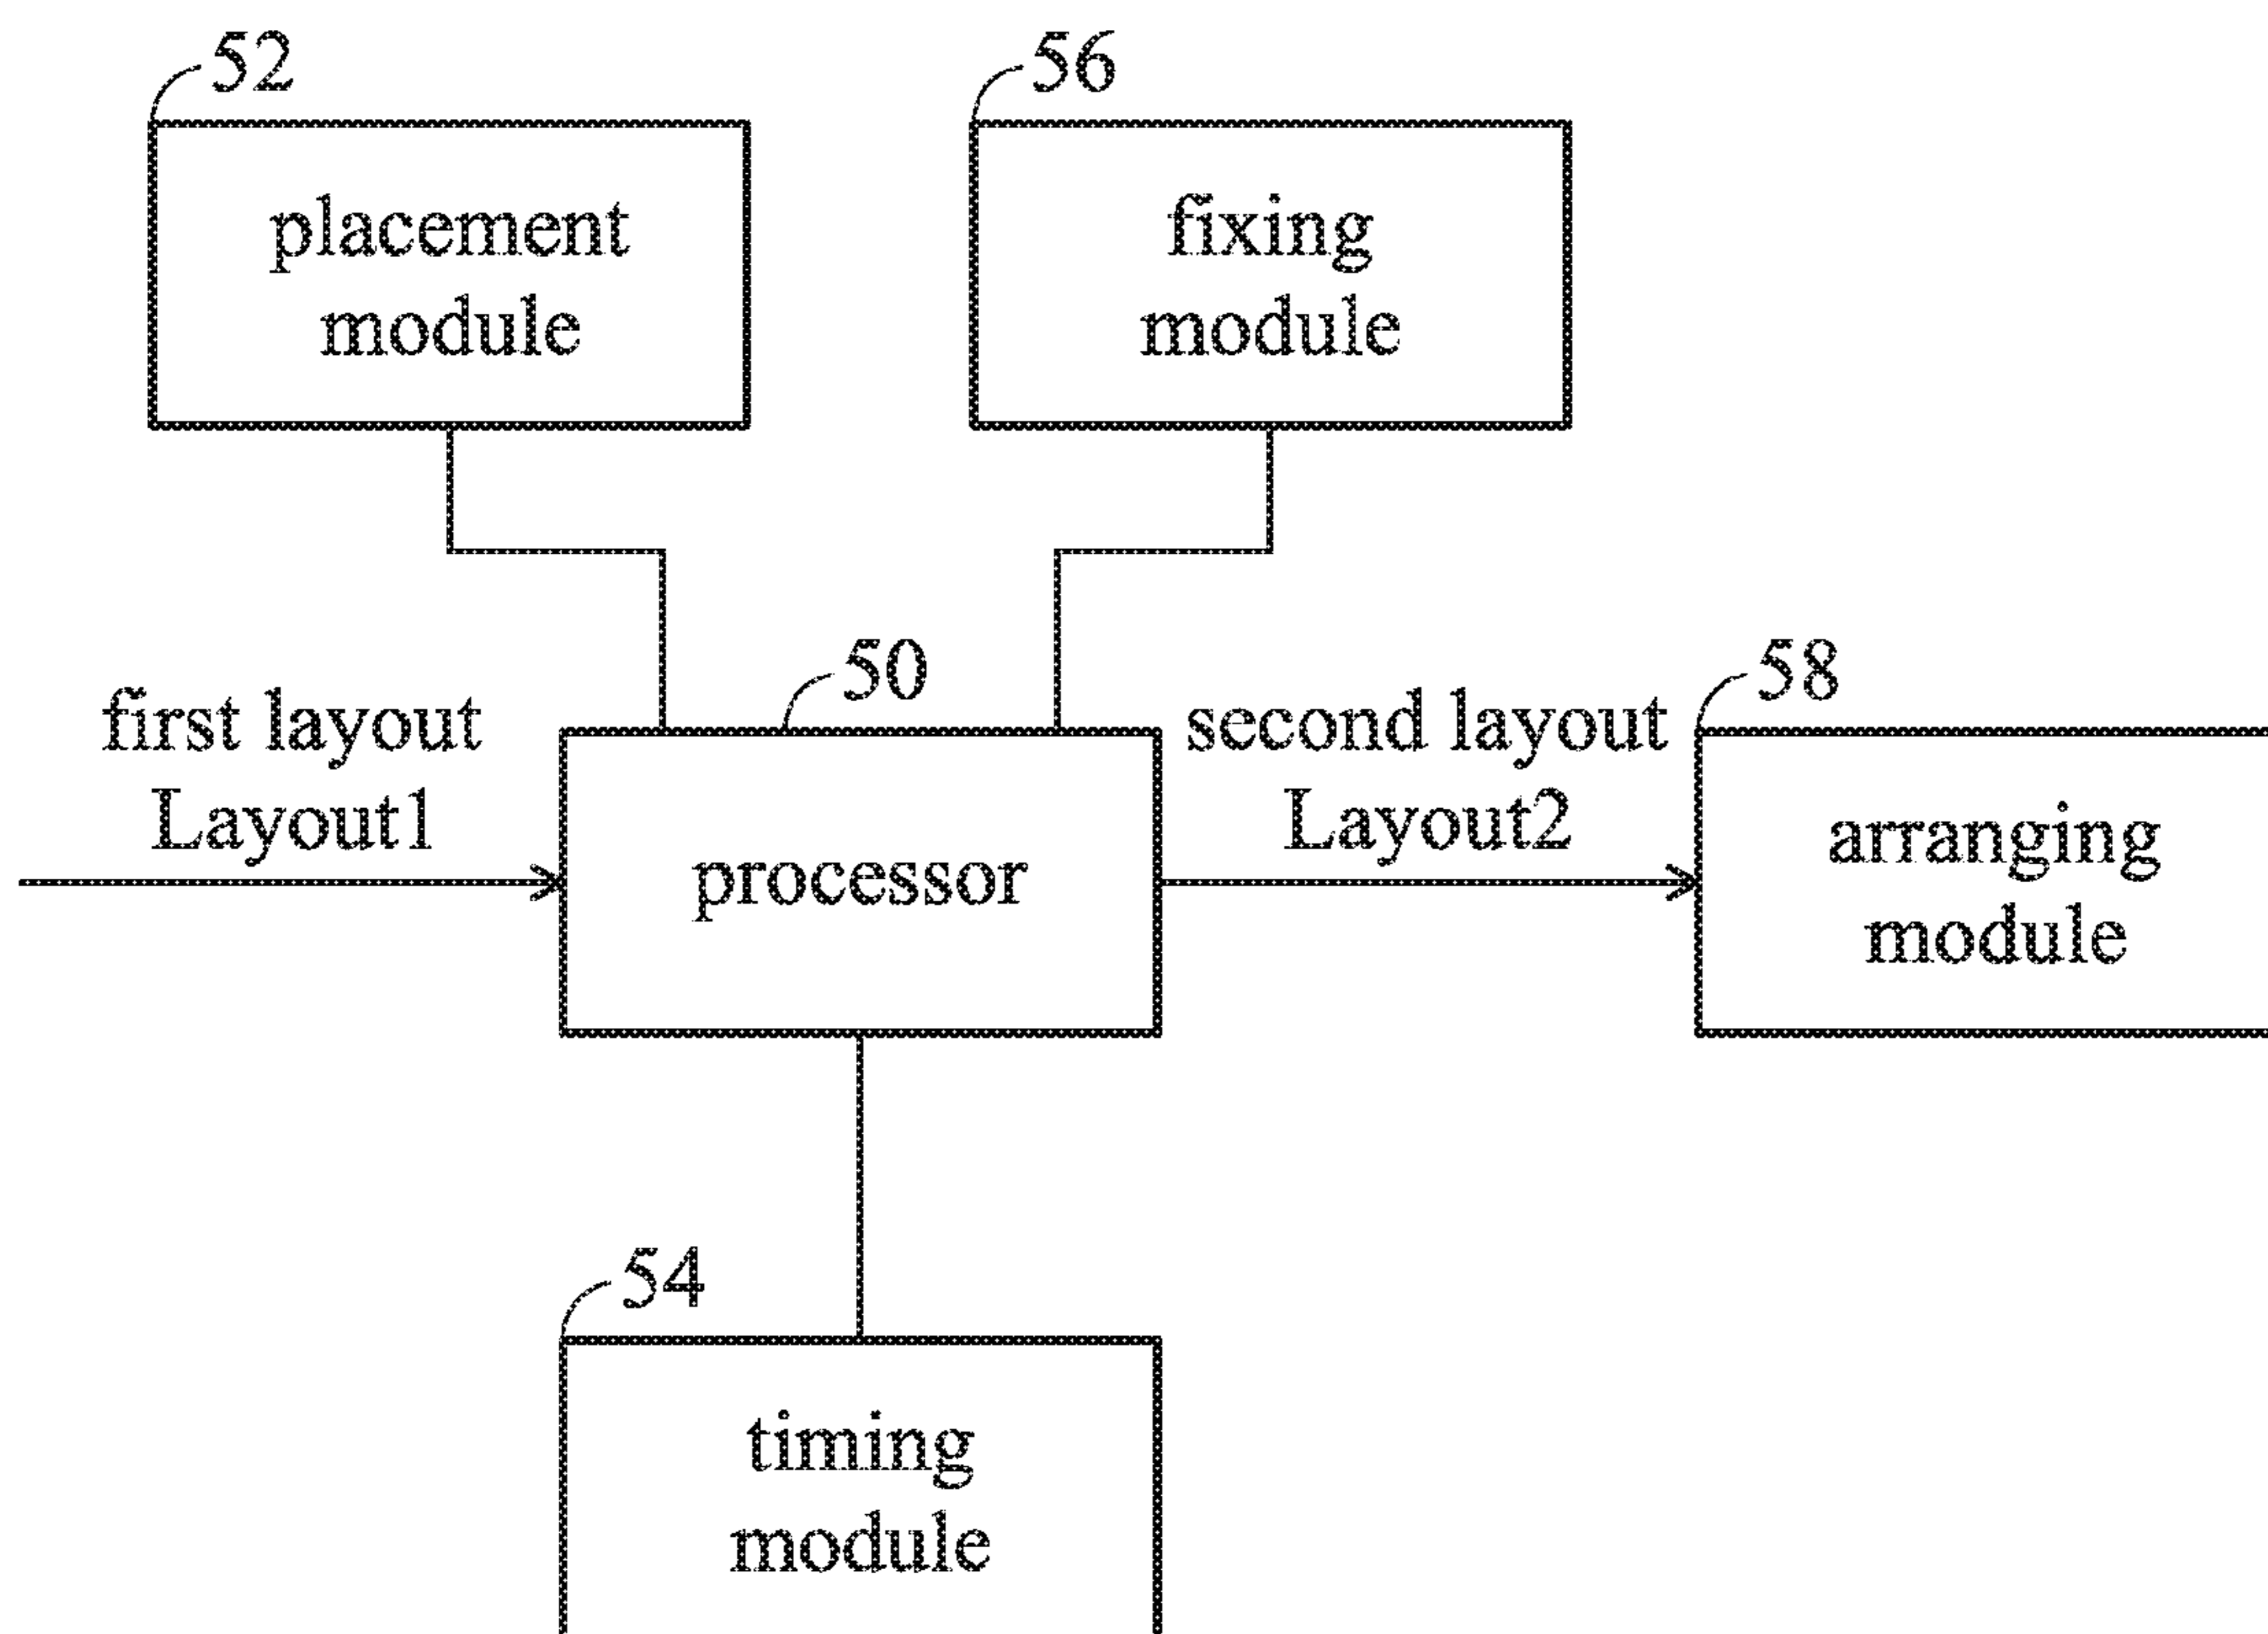 52
56
placement
module
fixing
module
50
58
first layout
Layout1
second layout
Layout2
processor
arranging
module
54
timing
module